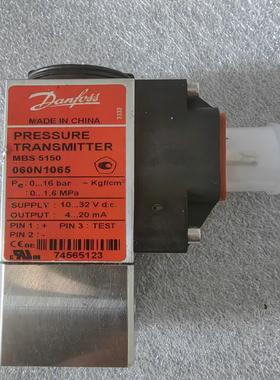 Danfoss
MADE IN CHINA
PRESSURE
TRANSMITTER
MBS 5150
060N1065
Pe : 0...16 bar ~ Kgf/cm²
: 0...1,6 MPa
SUPPLY : 10...32 V d.c.
OUTPUT : 4...20 mA
PIN 1 : + PIN 3 : TEST
PIN 2 : -
74565123